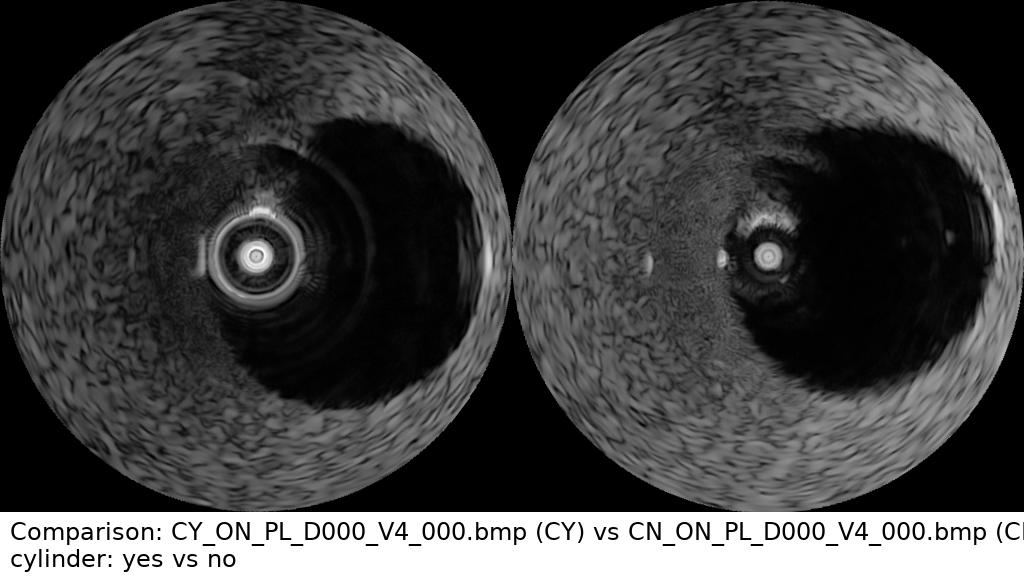 Comparison: CY_ON_PL_D000_V4_000.bmp (CY) vs CN_ON_PL_D000_V4_000.bmp
cylinder: yes vs no